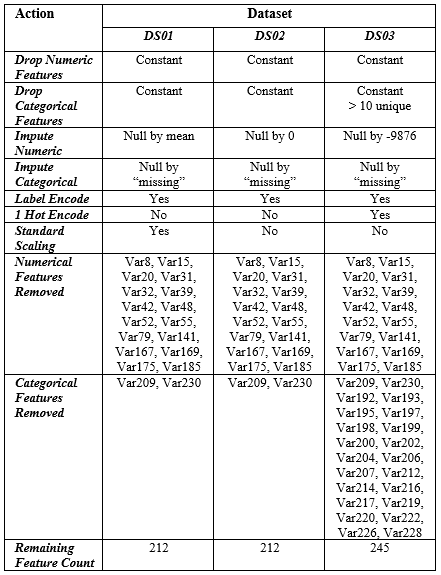 Action
Dataset
DS01
DS02
DS03
Drop Numeric
Features
Constant
Constant
Constant
Drop
Categorical
Features
Constant
Constant
Constant
> 10 unique
Impute
Numeric
Null by mean
Null by 0
Null by -9876
Impute
Categorical
Null by
“missing”
Null by
“missing”
Null by
“missing”
Label Encode
Yes
Yes
Yes
1 Hot Encode
No
No
Yes
Standard
Scaling
Yes
No
No
Numerical
Features
Removed
Var8, Var15,
Var20, Var31,
Var32, Var39,
Var42, Var48,
Var52, Var55,
Var79, Var141,
Var167, Var169,
Var175, Var185
Var8, Var15,
Var20, Var31,
Var32, Var39,
Var42, Var48,
Var52, Var55,
Var79, Var141,
Var167, Var169,
Var175, Var185
Var8, Var15,
Var20, Var31,
Var32, Var39,
Var42, Var48,
Var52, Var55,
Var79, Var141,
Var167, Var169,
Var175, Var185
Categorical
Features
Removed
Var209, Var230
Var209, Var230
Var209, Var230,
Var192, Var193,
Var195, Var197,
Var198, Var199,
Var200, Var202,
Var204, Var206,
Var207, Var212,
Var214, Var216,
Var217, Var219,
Var220, Var222,
Var226, Var228
Remaining
Feature Count
212
212
245